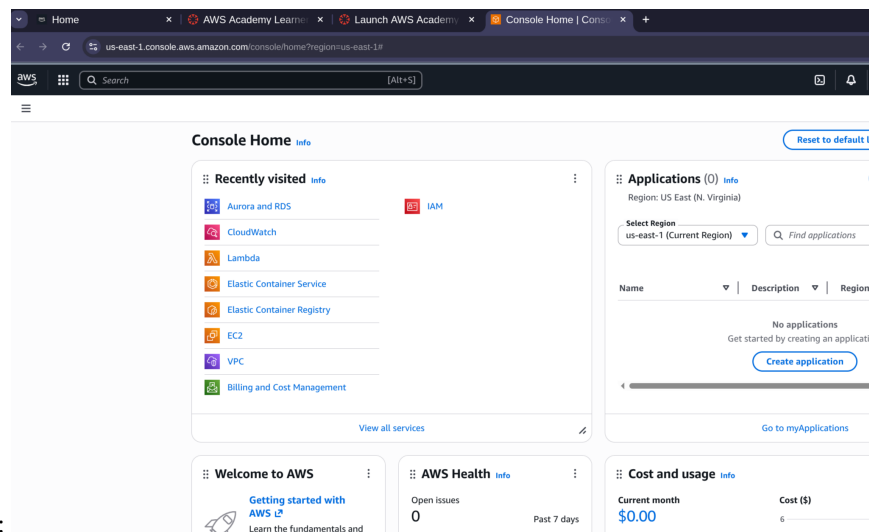 Home
AWS Academy Learne
Launch AWS Academy
Console Home | Conso
us-east-1.console.aws.amazon.com/console/home?region=us-east-1#
aws
Search
[Alt+S]
Console Home Info
Reset to default l
Recently visited Info
Aurora and RDS
IAM
CloudWatch
Lambda
Elastic Container Service
Elastic Container Registry
EC2
VPC
Billing and Cost Management
View all services
Applications (0) Info
Region: US East (N. Virginia)
Select Region
us-east-1 (Current Region)
Find applications
Name
Description
Region
No applications
Get started by creating an applicati
Create application
Go to myApplications
Welcome to AWS
Getting started with
AWS
Learn the fundamentals and
AWS Health Info
Open issues
0
Past 7 days
Cost and usage Info
Current month
$0.00
Cost ($)
6